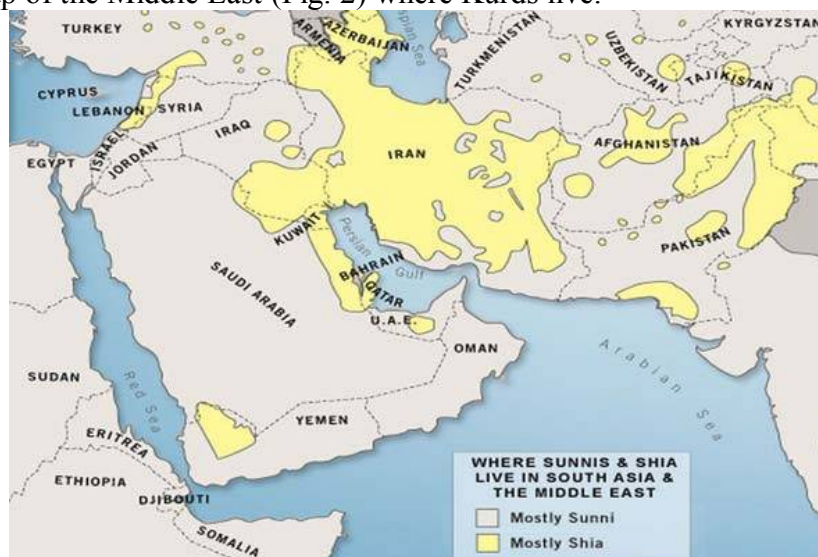 p of the Middle East (Fig. 2) where Kurds live.
TURKEY
ARMENIA
AZERBAIJAN
Caspian Sea
TURKMENISTAN
UZBEKISTAN
KYRGYZSTAN
TAJIKISTAN
CYPRUS
LEBANON
SYRIA
ISRAEL
JORDAN
IRAQ
IRAN
AFGHANISTAN
EGYPT
KUWAIT
Persian Gulf
BAHRAIN
QATAR
PAKISTAN
SAUDI ARABIA
U.A.E.
OMAN
SUDAN
Red Sea
YEMEN
Arabian Sea
ERITREA
ETHIOPIA
DJIBOUTI
SOMALIA
WHERE SUNNIS & SHIA
LIVE IN SOUTH ASIA &
THE MIDDLE EAST
Mostly Sunni
Mostly Shia